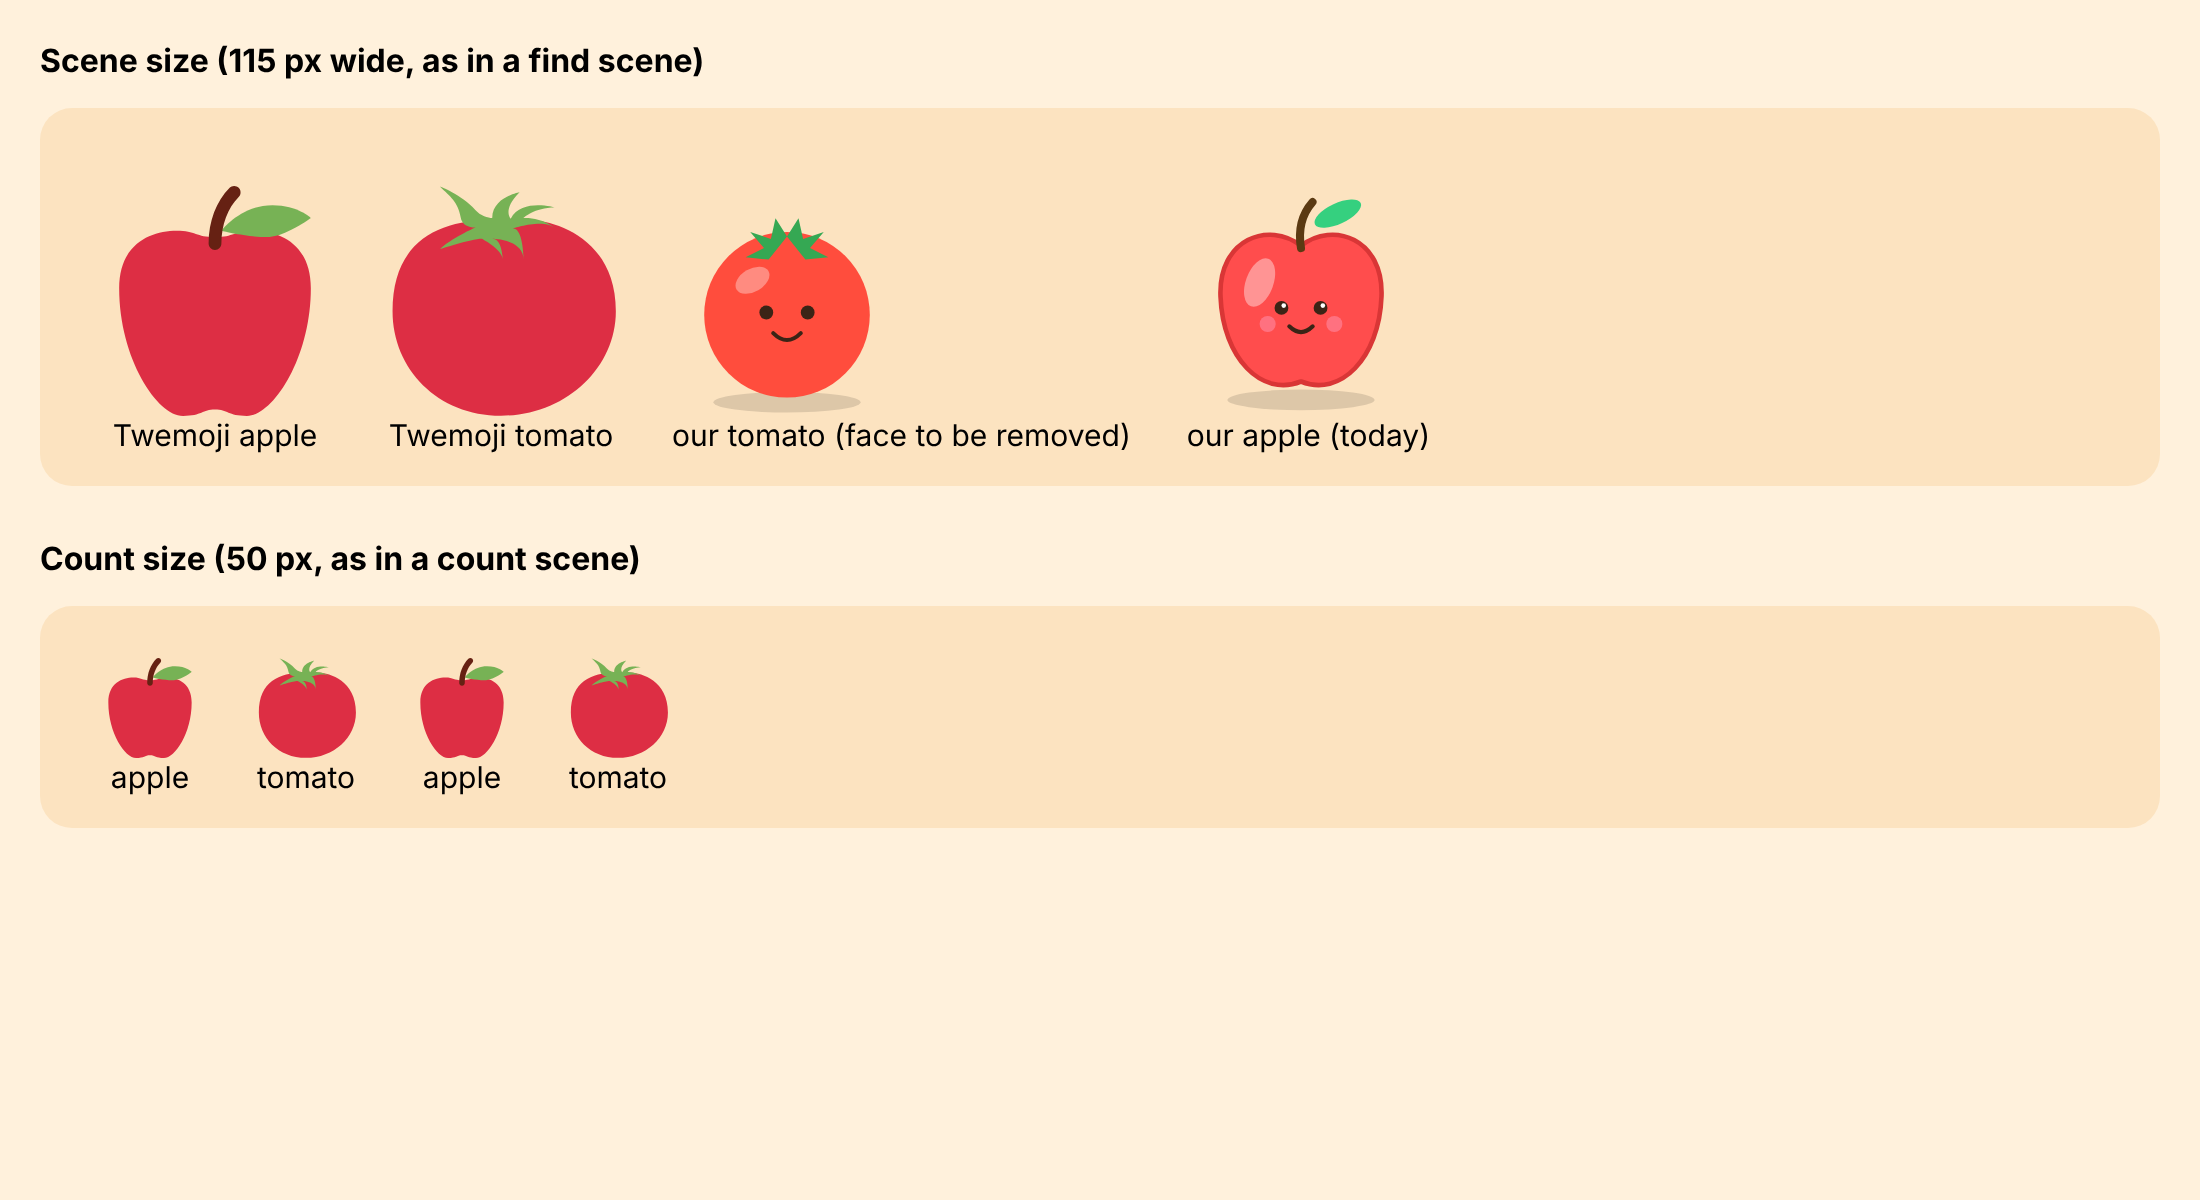 Scene size (115 px wide, as in a find scene)
Twemoji apple
Twemoji tomato
our tomato (face to be removed)
our apple (today)
Count size (50 px, as in a count scene)
apple
tomato
apple
tomato